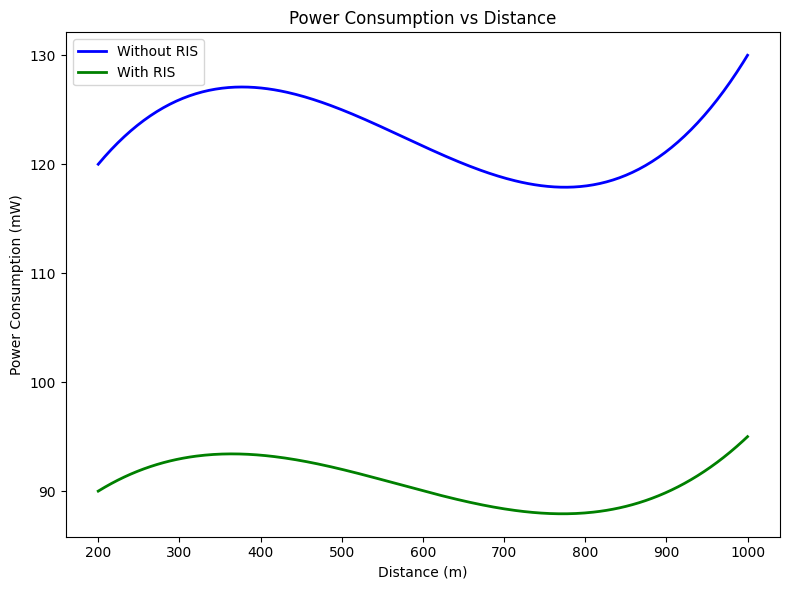 Power Consumption vs Distance
Without RIS
With RIS
Power Consumption (mW)
130
120
110
100
90
200 300 400 500 600 700 800 900 1000
Distance (m)